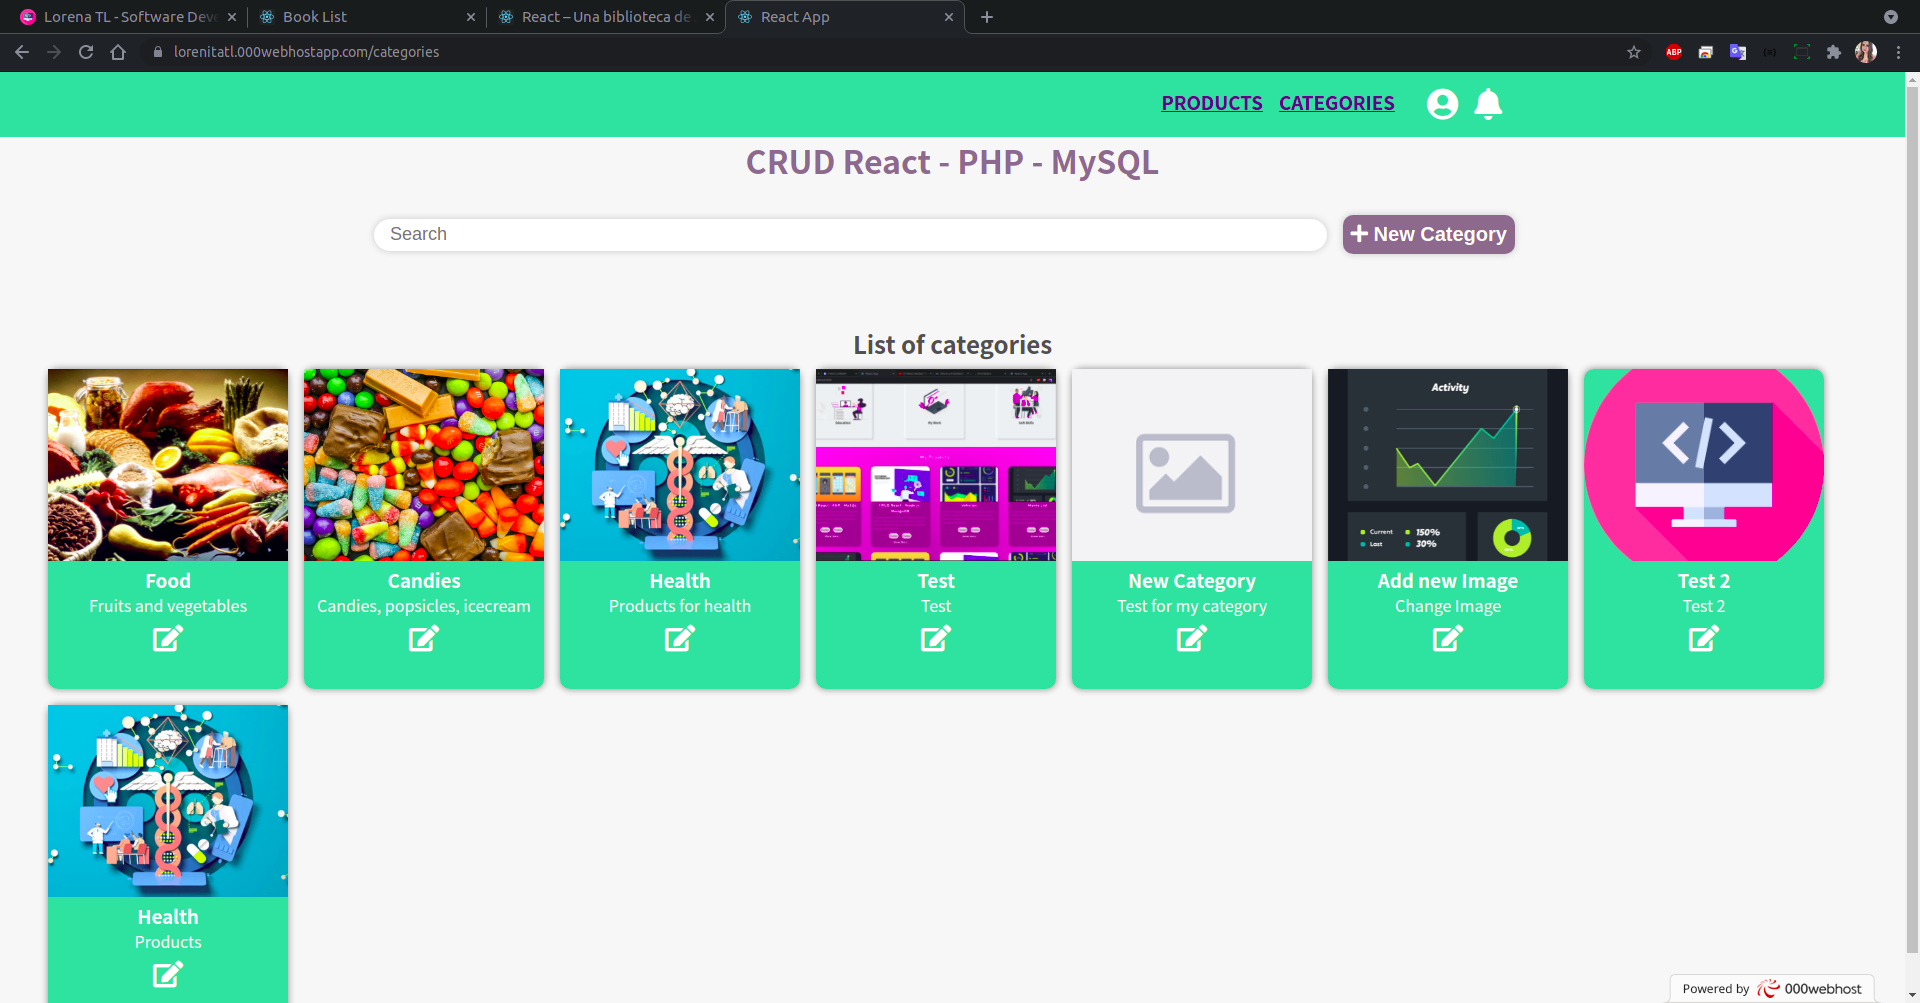 Lorena TL - Software Deve
Book List
React – Una biblioteca de
React App
lorenitatl.000webhostapp.com/categories
ABP
PRODUCTS
CATEGORIES
CRUD React - PHP - MySQL
Search
New Category
List of categories
Activity
Current 150%
Last 30%
Food
Fruits and vegetables
Candies
Candies, popsicles, icecream
Health
Products for health
Test
Test
New Category
Test for my category
Add new Image
Change Image
Test 2
Test 2
Health
Products
Powered by 000webhost